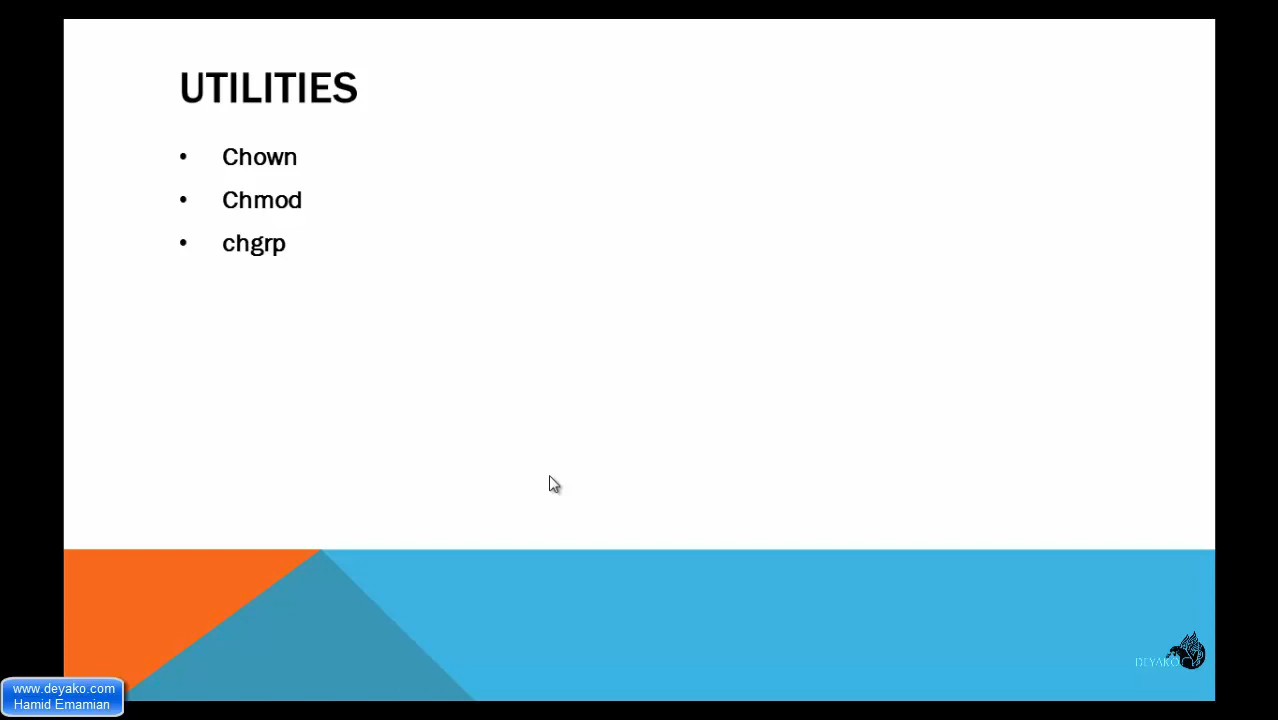 UTILITIES
• Chown
• Chmod
• chgrp
DEYAKO
www.deyako.com
Hamid Emamian